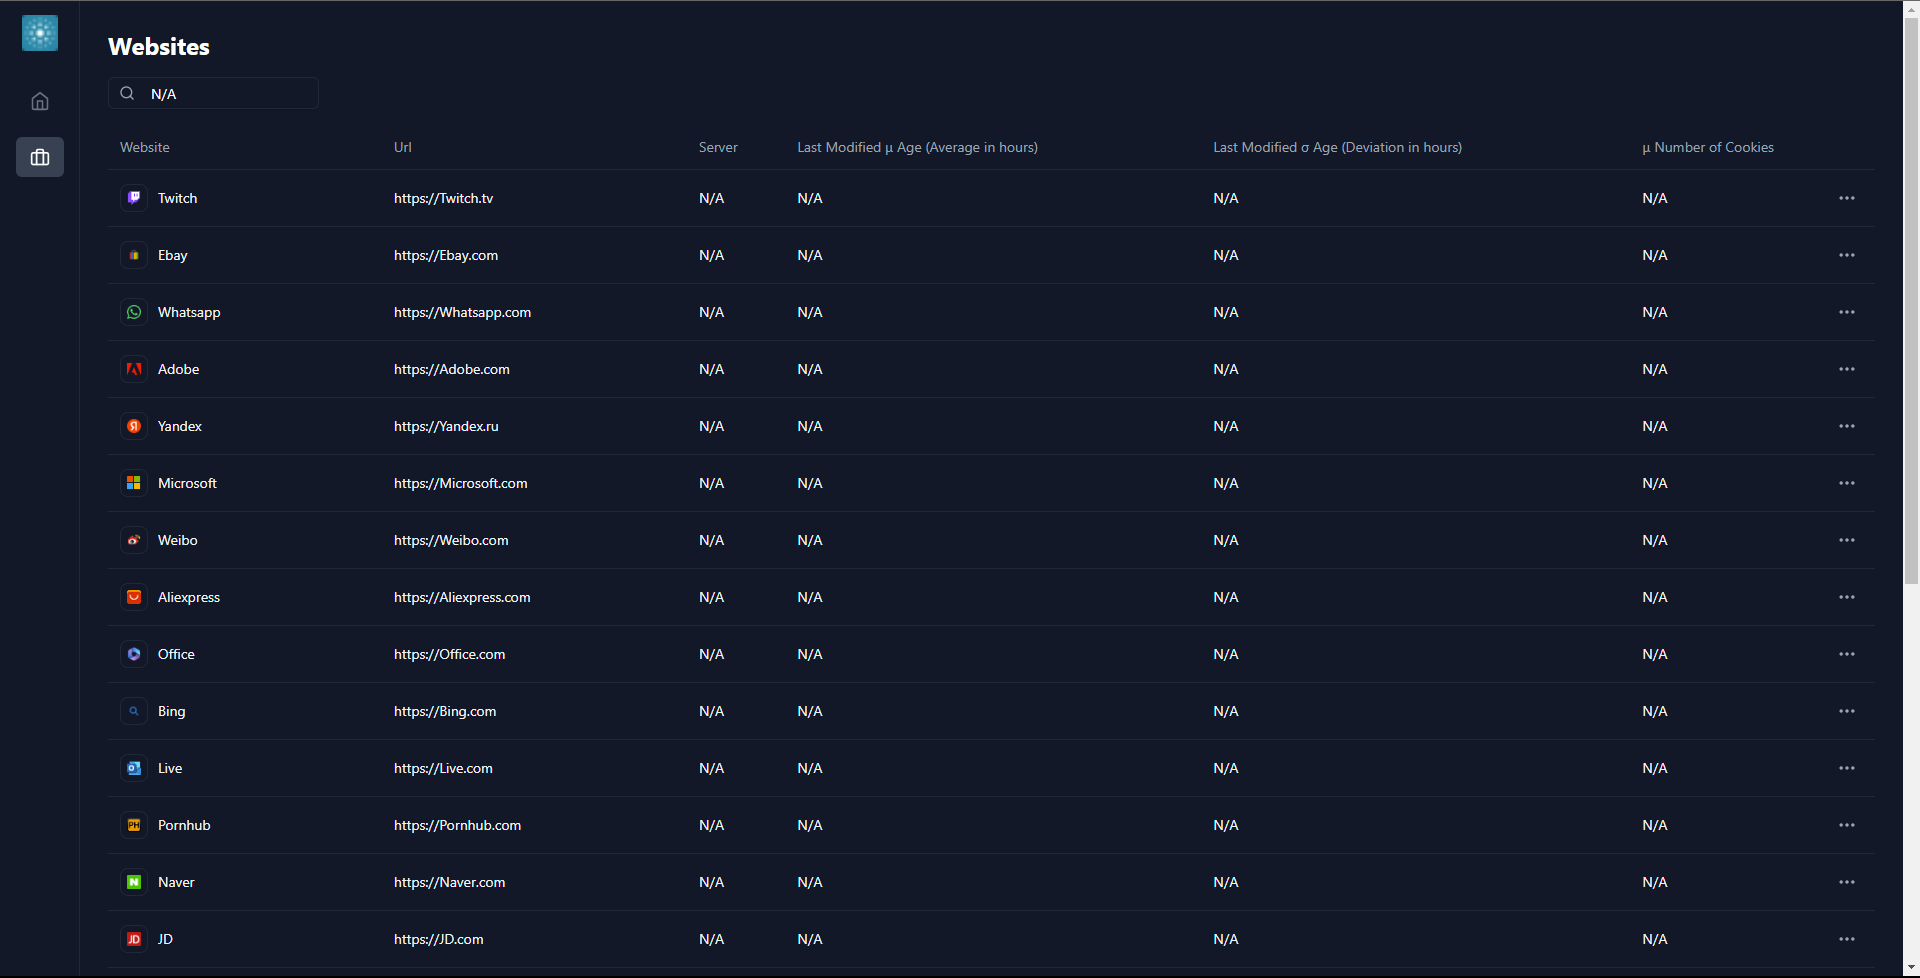 Websites
N/A
Website Url Server Last Modified μ Age (Average in hours) Last Modified σ Age (Deviation in hours) μ Number of Cookies
Twitch https://Twitch.tv N/A N/A N/A N/A
Ebay https://Ebay.com N/A N/A N/A N/A
Whatsapp https://Whatsapp.com N/A N/A N/A N/A
Adobe https://Adobe.com N/A N/A N/A N/A
Yandex https://Yandex.ru N/A N/A N/A N/A
Microsoft https://Microsoft.com N/A N/A N/A N/A
Weibo https://Weibo.com N/A N/A N/A N/A
Aliexpress https://Aliexpress.com N/A N/A N/A N/A
Office https://Office.com N/A N/A N/A N/A
Bing https://Bing.com N/A N/A N/A N/A
Live https://Live.com N/A N/A N/A N/A
PH Pornhub https://Pornhub.com N/A N/A N/A N/A
N Naver https://Naver.com N/A N/A N/A N/A
JD JD https://JD.com N/A N/A N/A N/A